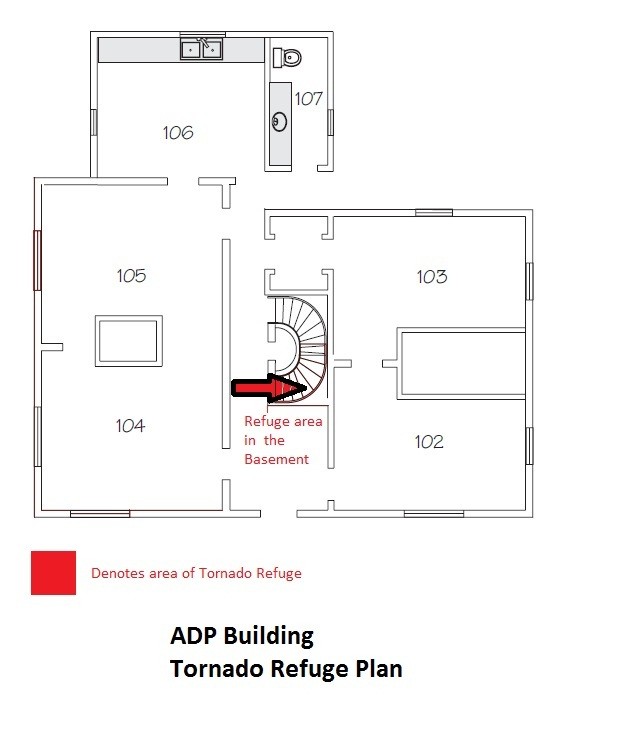 107
106
105
103
Refuge area
in the
Basement
104
102
Denotes area of Tornado Refuge
ADP Building
Tornado Refuge Plan